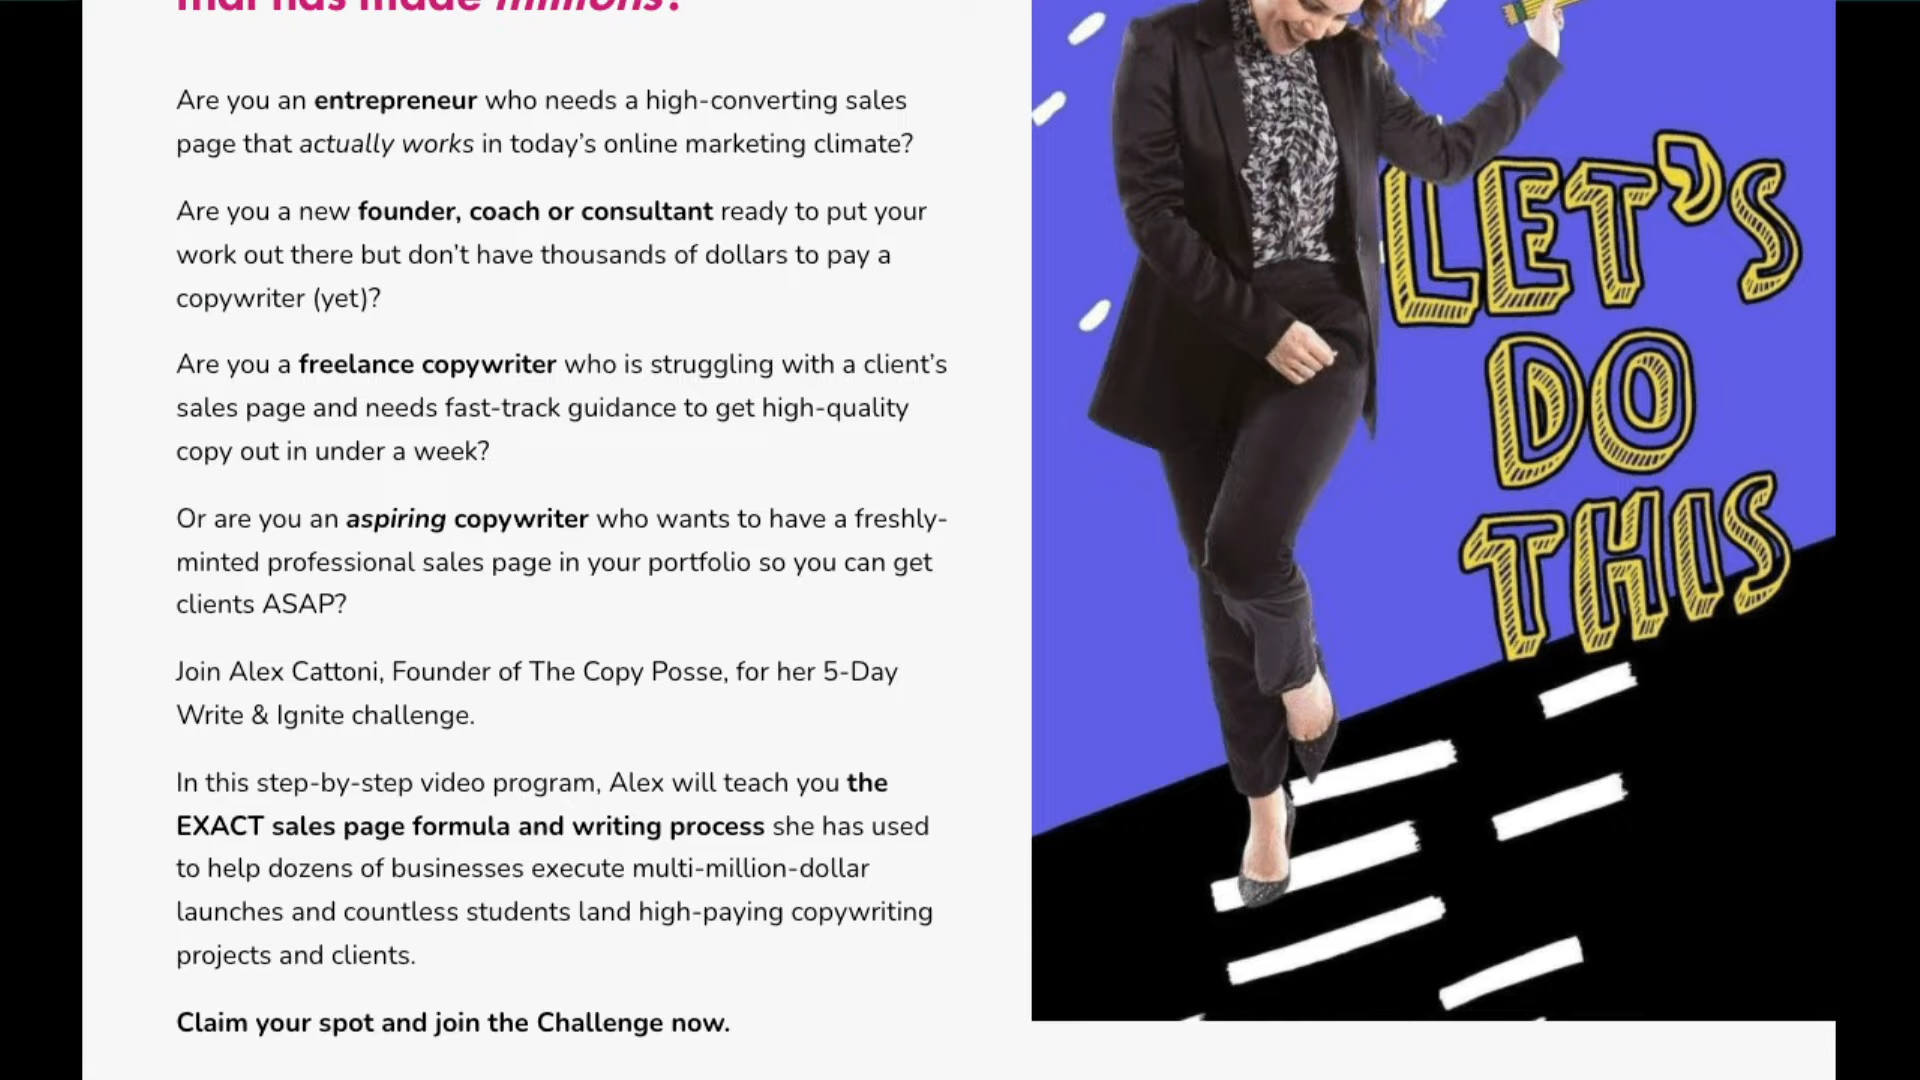 that has made millions?
Are you an entrepreneur who needs a high-converting sales
page that actually works in today's online marketing climate?
Are you a new founder, coach or consultant ready to put your
work out there but don't have thousands of dollars to pay a
copywriter (yet)?
Are you a freelance copywriter who is struggling with a client's
sales page and needs fast-track guidance to get high-quality
copy out in under a week?
Or are you an aspiring copywriter who wants to have a freshly-
minted professional sales page in your portfolio so you can get
clients ASAP?
Join Alex Cattoni, Founder of The Copy Posse, for her 5-Day
Write & Ignite challenge.
In this step-by-step video program, Alex will teach you the
EXACT sales page formula and writing process she has used
to help dozens of businesses execute multi-million-dollar
launches and countless students land high-paying copywriting
projects and clients.
Claim your spot and join the Challenge now.
LET'S
DO
THIS